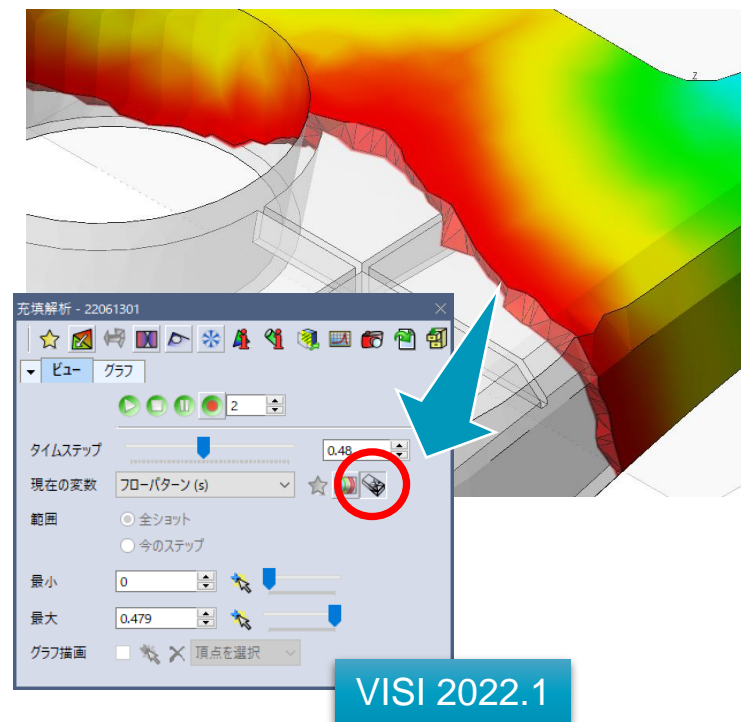 z
充填解析 - 22061301
ビュー グラフ
2
タイムステップ 0.48
現在の変数 フローパターン (s)
範囲 全ショット
今のステップ
最小 0
最大 0.479
グラフ描画 頂点を選択
VISI 2022.1